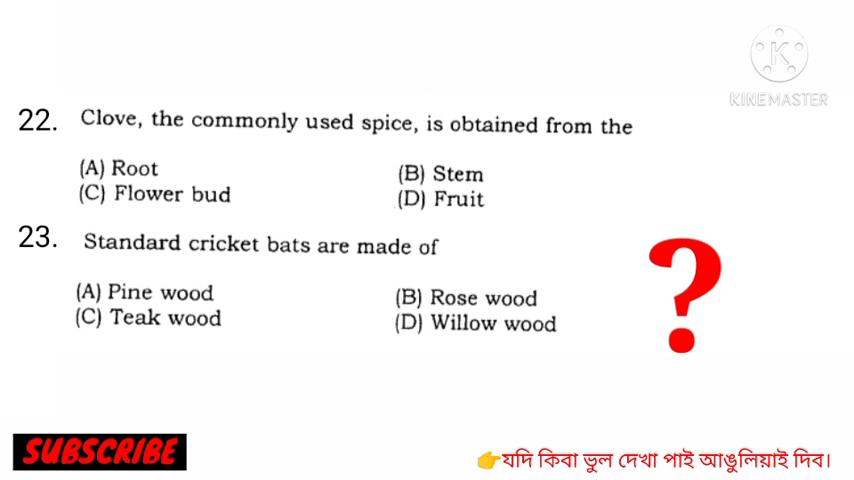 KINEMASTER
22. Clove, the commonly used spice, is obtained from the
(A) Root (B) Stem
(C) Flower bud (D) Fruit
23. Standard cricket bats are made of
(A) Pine wood (B) Rose wood
(C) Teak wood (D) Willow wood
?
SUBSCRIBE
👉যদি কিবা ভুল দেখা পাই আঙুলিয়াই দিব।